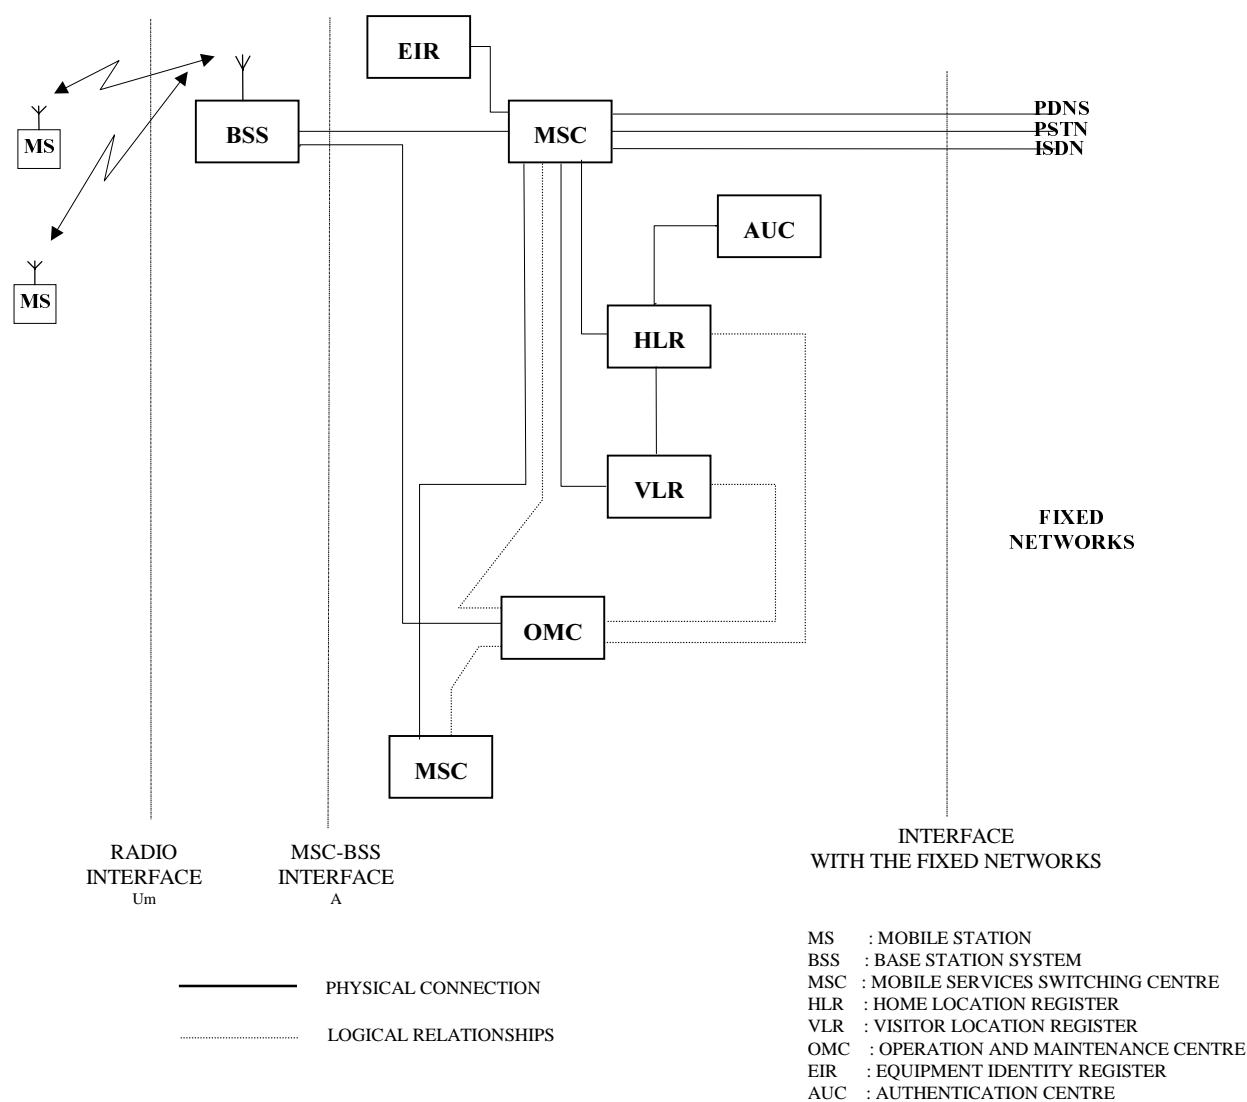 EIR
PDNS
BSS
MSC
PSTN
MS
ISDN
AUC
MS
HLR
VLR
FIXED
NETWORKS
OMC
MSC
RADIO
INTERFACE
Um
MSC-BSS
INTERFACE
A
INTERFACE
WITH THE FIXED NETWORKS
PHYSICAL CONNECTION
LOGICAL RELATIONSHIPS
MS : MOBILE STATION
BSS : BASE STATION SYSTEM
MSC : MOBILE SERVICES SWITCHING CENTRE
HLR : HOME LOCATION REGISTER
VLR : VISITOR LOCATION REGISTER
OMC : OPERATION AND MAINTENANCE CENTRE
EIR : EQUIPMENT IDENTITY REGISTER
AUC : AUTHENTICATION CENTRE